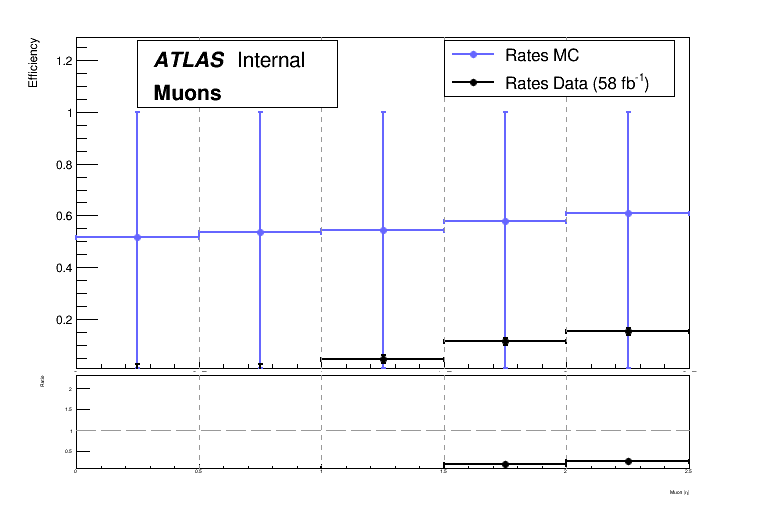 Efficiency
ATLAS Internal
Muons
Rates MC
Rates Data (58 fb-1)
1.2
1
0.8
0.6
0.4
0.2
Rate
2
1.5
1
0.5
0 0.5 1 1.5 2 2.5
Muon |η|